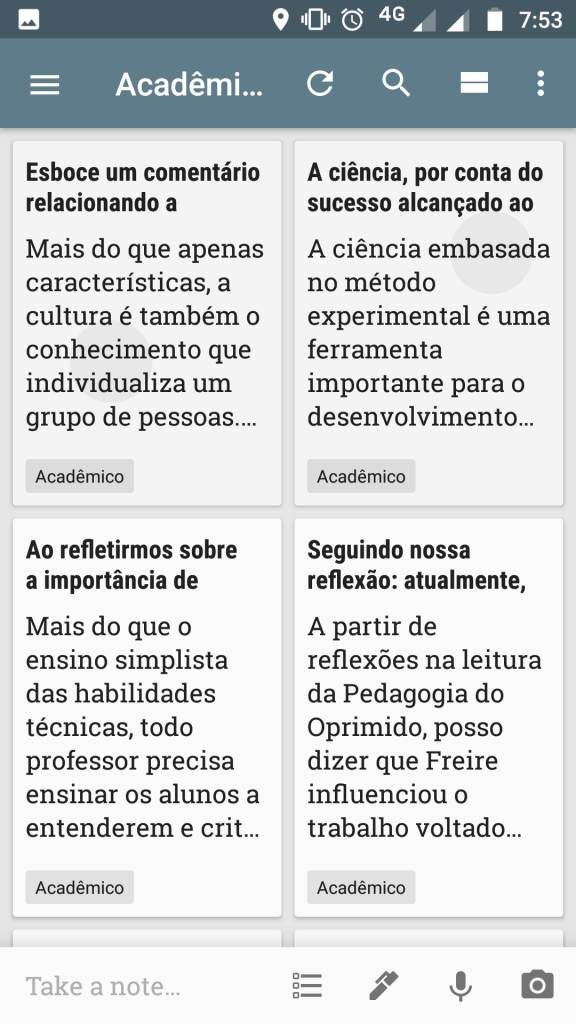 4G 7:53
Acadêmi...
Esboce um comentário
relacionando a
Mais do que apenas
características, a
cultura é também o
conhecimento que
individualiza um
grupo de pessoas....
Acadêmico
A ciência, por conta do
sucesso alcançado ao
A ciência embasada
no método
experimental é uma
ferramenta
importante para o
desenvolvimento...
Acadêmico
Ao refletirmos sobre
a importância de
Mais do que o
ensino simplista
das habilidades
técnicas, todo
professor precisa
ensinar os alunos a
entenderem e crit...
Acadêmico
Seguindo nossa
reflexão: atualmente,
A partir de
reflexões na leitura
da Pedagogia do
Oprimido, posso
dizer que Freire
influenciou o
trabalho voltado...
Acadêmico
Take a note...